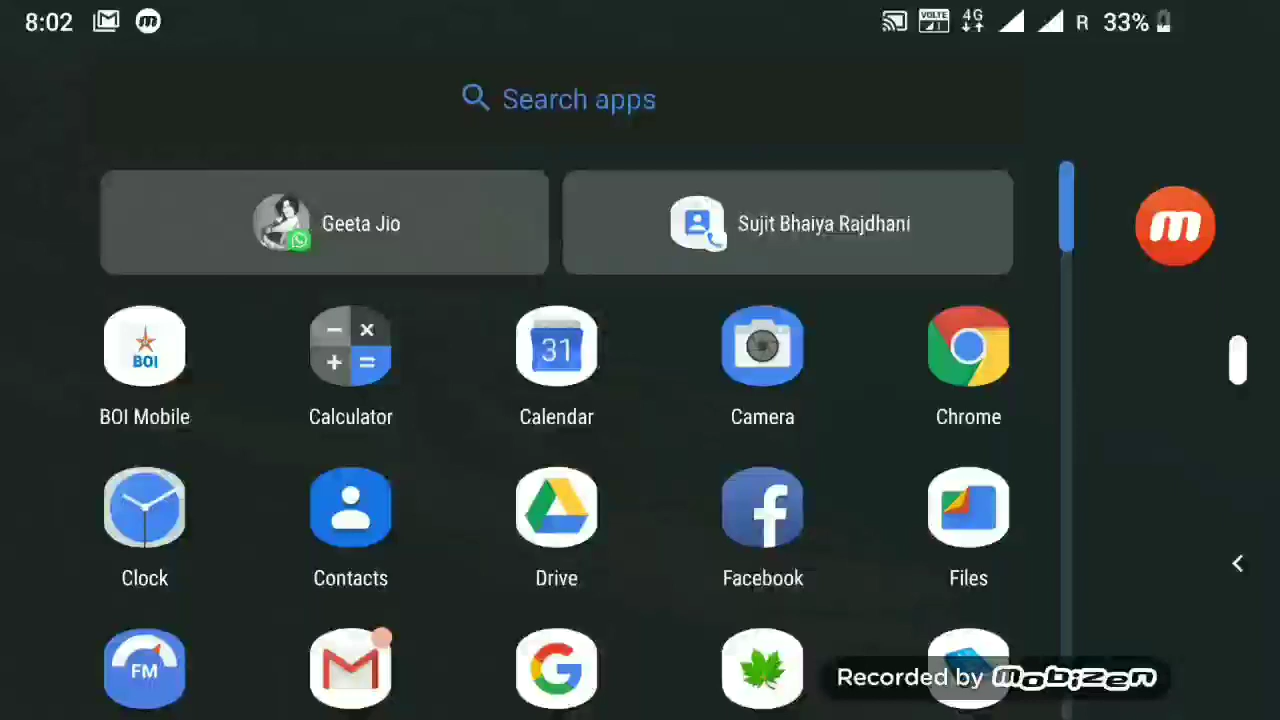 8:02
VOLTE 4G R 33%
Search apps
Geeta Jio
Sujit Bhaiya Rajdhani
31
BOI
BOI Mobile
Calculator
Calendar
Camera
Chrome
Clock
Contacts
Drive
Facebook
Files
FM
Recorded by mobizen